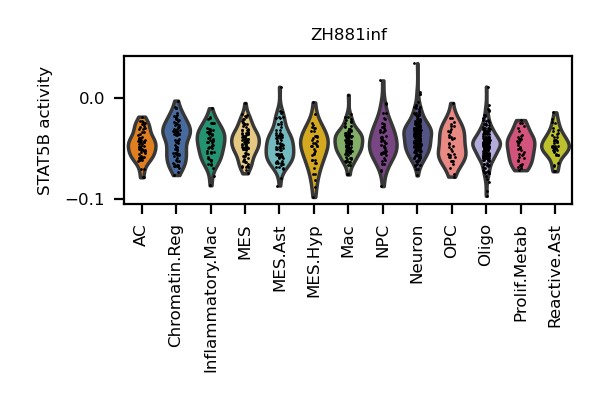 ZH881inf
STAT5B activity
0.0
−0.1
AC
Chromatin.Reg
Inflammatory.Mac
MES
MES.Ast
MES.Hyp
Mac
NPC
Neuron
OPC
Oligo
Prolif.Metab
Reactive.Ast